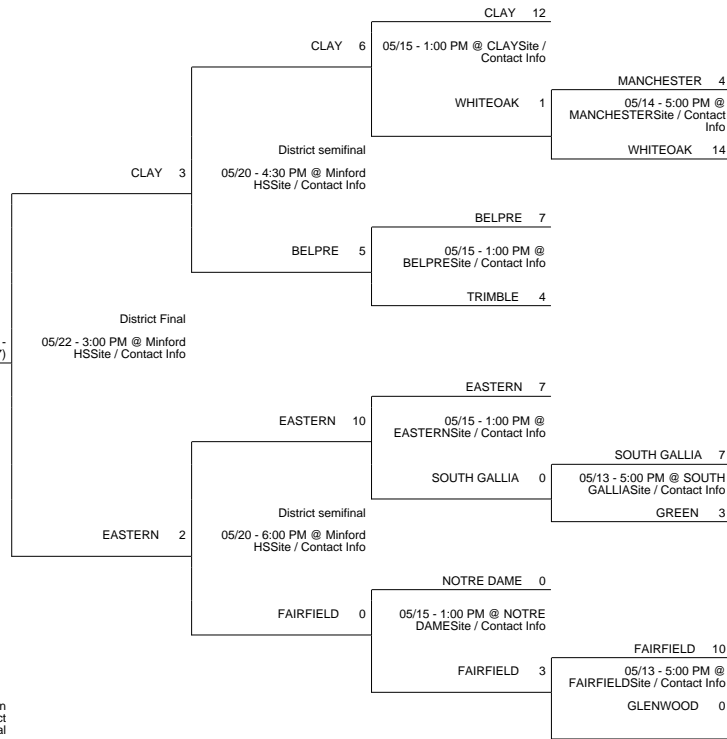 CLAY 12
CLAY 6
05/15 - 1:00 PM @ CLAYSite /
Contact Info
MANCHESTER 4
WHITEOAK 1
05/14 - 5:00 PM @
MANCHESTERSite / Contact
Info
District semifinal
WHITEOAK 14
CLAY 3
05/20 - 4:30 PM @ Minford
HSSite / Contact Info
BELPRE 7
BELPRE 5
05/15 - 1:00 PM @
BELPRESite / Contact Info
TRIMBLE 4
District Final
05/22 - 3:00 PM @ Minford
HSSite / Contact Info
EASTERN 7
EASTERN 10
05/15 - 1:00 PM @
EASTERNSite / Contact Info
SOUTH GALLIA 7
SOUTH GALLIA 0
05/13 - 5:00 PM @ SOUTH
GALLIASite / Contact Info
District semifinal
GREEN 3
EASTERN 2
05/20 - 6:00 PM @ Minford
HSSite / Contact Info
NOTRE DAME 0
FAIRFIELD 0
05/15 - 1:00 PM @ NOTRE
DAMESite / Contact Info
FAIRFIELD 10
FAIRFIELD 3
05/13 - 5:00 PM @
FAIRFIELDSite / Contact Info
GLENWOOD 0